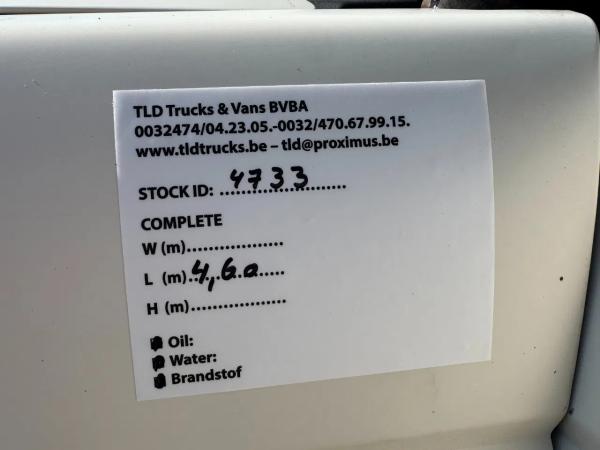 TLD Trucks & Vans BVBA
0032474/04.23.05.-0032/470.67.99.15.
www.tldtrucks.be – tld@proximus.be
STOCK ID: 4733
COMPLETE
W (m)..................
L (m) 4,60
H (m)..................
Oil:
Water:
Brandstof